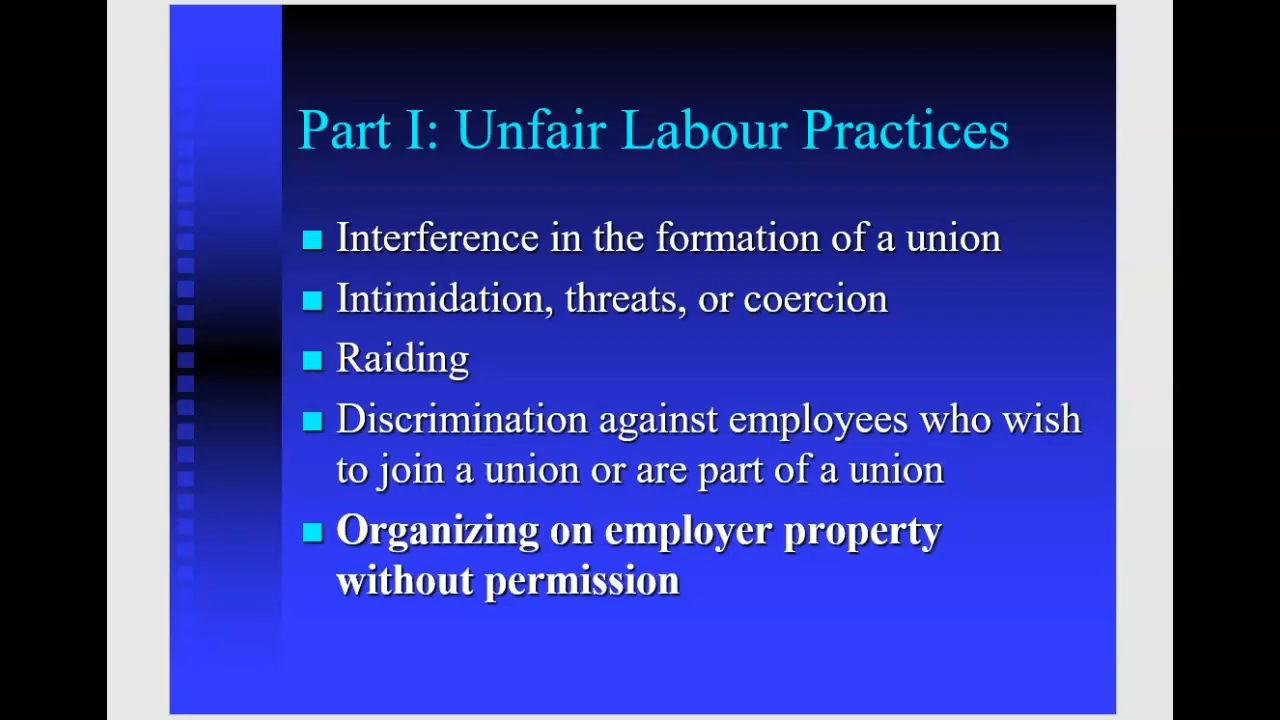 Part I: Unfair Labour Practices
Interference in the formation of a union
Intimidation, threats, or coercion
Raiding
Discrimination against employees who wish
to join a union or are part of a union
Organizing on employer property
without permission